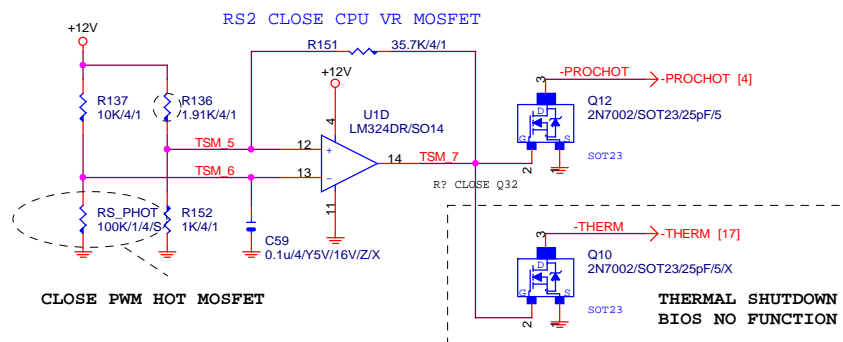 RS2 CLOSE CPU VR MOSFET
+12V
R151
35.7K/4/1
+12V
R137
10K/4/1
R136
1.91K/4/1
U1D
LM324DR/SO14
4
TSM_5
12
+
TSM_6
13
-
14
TSM_7
11
R? CLOSE Q32
3
-PROCHOT
-PROCHOT [4]
Q12
2N7002/SOT23/25pF/5
D
G
S
2
1
SOT23
RS_PHOT
100K/1/4/S
R152
1K/4/1
C59
0.1u/4/Y5V/16V/Z/X
3
-THERM
-THERM [17]
Q10
2N7002/SOT23/25pF/5/X
D
G
S
2
1
SOT23
CLOSE PWM HOT MOSFET
THERMAL SHUTDOWN
BIOS NO FUNCTION